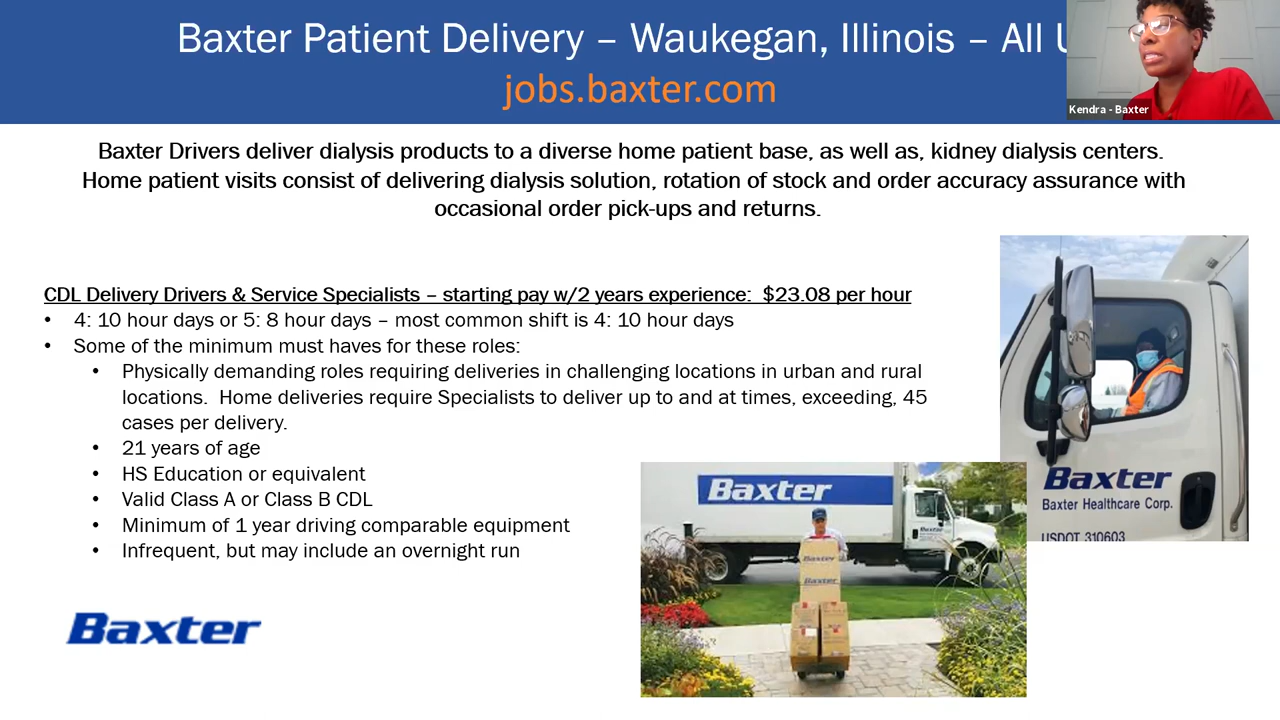 Baxter Patient Delivery – Waukegan, Illinois – All
jobs.baxter.com
Kendra - Baxter
Baxter Drivers deliver dialysis products to a diverse home patient base, as well as, kidney dialysis centers.
Home patient visits consist of delivering dialysis solution, rotation of stock and order accuracy assurance with
occasional order pick-ups and returns.
CDL Delivery Drivers & Service Specialists – starting pay w/2 years experience:  $23.08 per hour
• 4: 10 hour days or 5: 8 hour days – most common shift is 4: 10 hour days
• Some of the minimum must haves for these roles:
• Physically demanding roles requiring deliveries in challenging locations in urban and rural
locations.  Home deliveries require Specialists to deliver up to and at times, exceeding, 45
cases per delivery.
• 21 years of age
• HS Education or equivalent
• Valid Class A or Class B CDL
• Minimum of 1 year driving comparable equipment
• Infrequent, but may include an overnight run
Baxter
Baxter Healthcare Corp.
USDOT 310603
Baxter
Baxter
Baxter
Baxter
Baxter